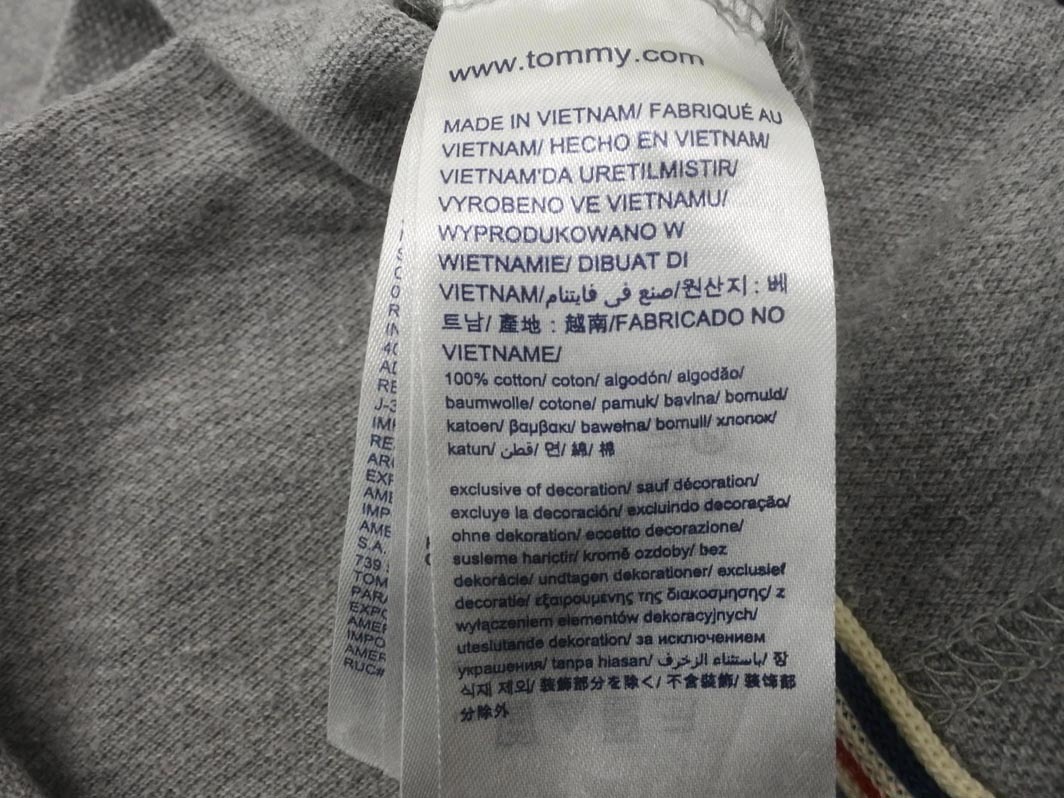 www.tommy.com
MADE IN VIETNAM/ FABRIQUÉ AU
VIETNAM/ HECHO EN VIETNAM/
VIETNAM'DA URETILMISTIR/
VYROBENO VE VIETNAMU/
WYPRODUKOWANO W
WIETNAMIE/ DIBUAT DI
VIETNAM/صنع في فايتنام/원산지 : 베
트남/ 產地 : 越南/FABRICADO NO
VIETNAME/
100% cotton/ coton/ algodón/ algodão/
baumwolle/ cotone/ pamuk/ bavlna/ bomuld/
katoen/ βαμβακι/ bawełna/ bomull/ хлопок/
katun/ قطن/ 면/ 綿/ 棉
exclusive of decoration/ sauf décoration/
excluye la decoración/ excluindo decoração/
ohne dekoration/ eccetto decorazione/
susleme harictir/ kromě ozdoby/ bez
dekorácie/ undtagen dekorationer/ exclusief
decoratie/ εξαιρουμενης της διακοσμησης/ z
wyłączeniem elementów dekoracyjnych/
uteslutande dekoration/ за исключением
украшения/ tanpa hiasan/ باستثناء الزخرف/ 장
식재 제외/ 装飾部分を除く/ 不含裝飾/ 装饰部
分除外
J-3
S.A.
739
RUC#